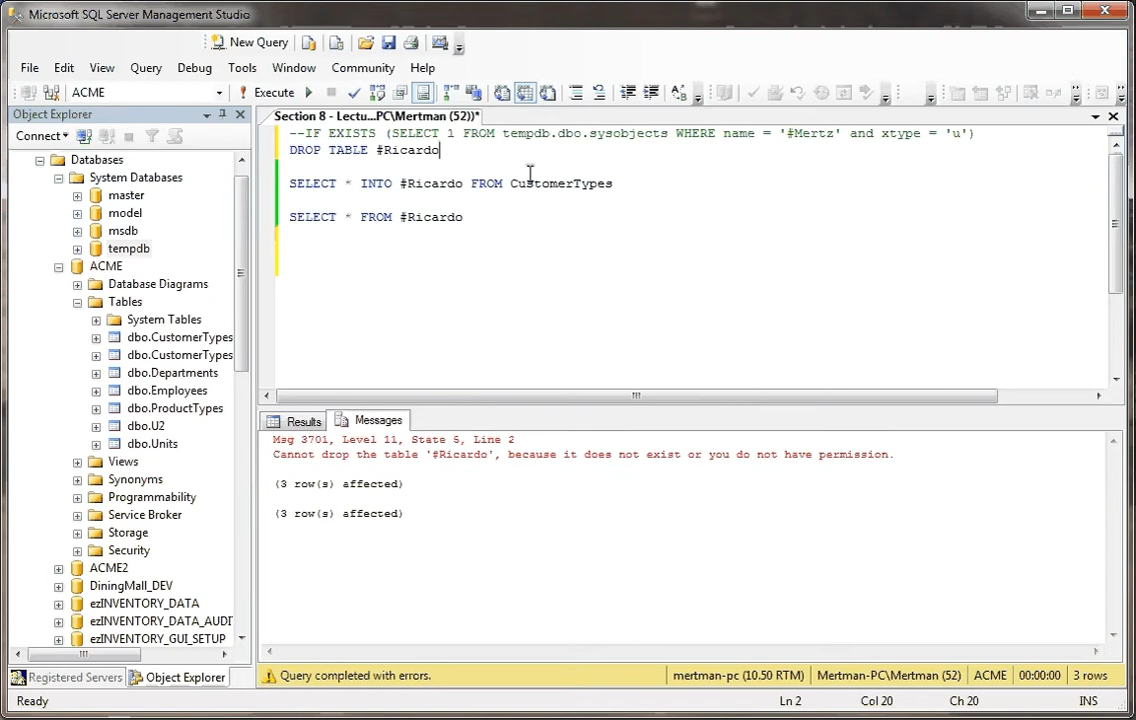 Microsoft SQL Server Management Studio
New Query
File Edit View Query Debug Tools Window Community Help
ACME Execute
Object Explorer
Connect
Databases
System Databases
master
model
msdb
tempdb
ACME
Database Diagrams
Tables
System Tables
dbo.CustomerTypes
dbo.CustomerTypes
dbo.Departments
dbo.Employees
dbo.ProductTypes
dbo.U2
dbo.Units
Views
Synonyms
Programmability
Service Broker
Storage
Security
ACME2
DiningMall_DEV
ezINVENTORY_DATA
ezINVENTORY_DATA_AUDI
ezINVENTORY_GUI_SETUP
Registered Servers Object Explorer
Section 8 - Lectu...PC\Mertman (52))*
--IF EXISTS (SELECT 1 FROM tempdb.dbo.sysobjects WHERE name = '#Mertz' and xtype = 'u')
DROP TABLE #Ricardo
SELECT * INTO #Ricardo FROM CustomerTypes
SELECT * FROM #Ricardo
Results Messages
Msg 3701, Level 11, State 5, Line 2
Cannot drop the table '#Ricardo', because it does not exist or you do not have permission.
(3 row(s) affected)
(3 row(s) affected)
Query completed with errors. mertman-pc (10.50 RTM) Mertman-PC\Mertman (52) ACME 00:00:00 3 rows
Ready Ln 2 Col 20 Ch 20 INS